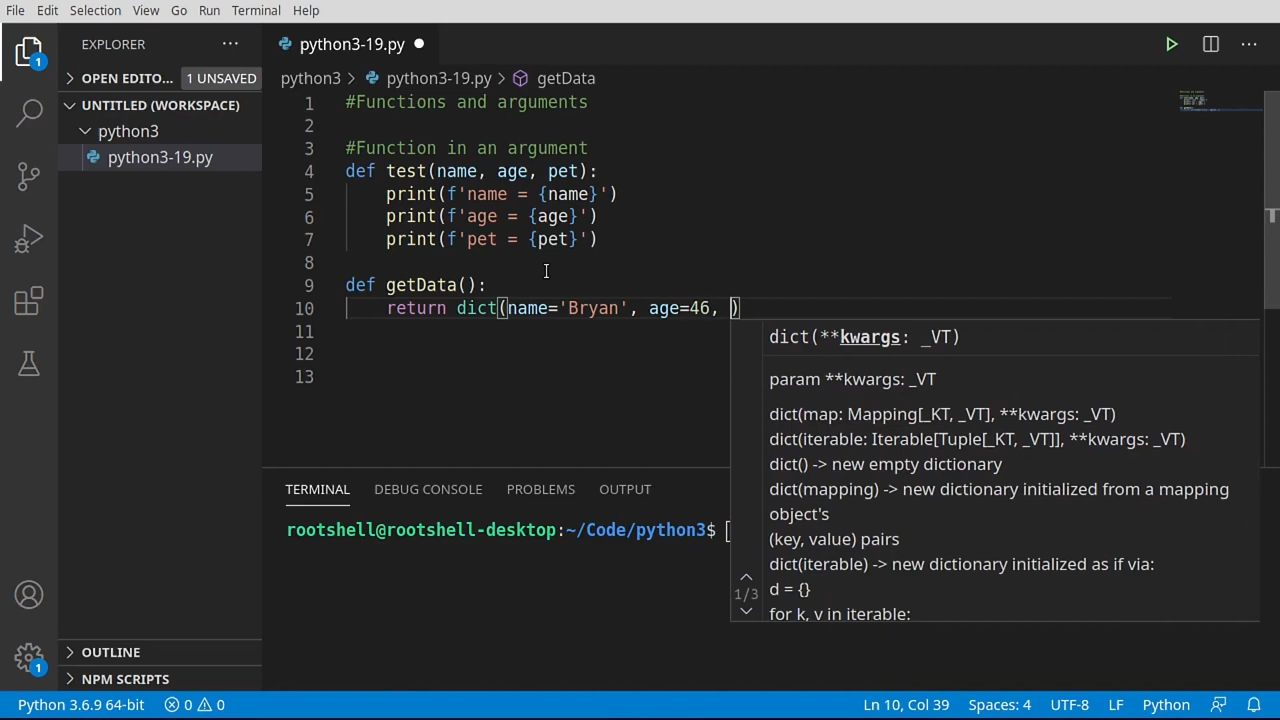 File Edit Selection View Go Run Terminal Help
EXPLORER
python3-19.py
1
OPEN EDITO... 1 UNSAVED
python3 > python3-19.py > getData
UNTITLED (WORKSPACE)
python3
python3-19.py
1 #Functions and arguments
2
3 #Function in an argument
4 def test(name, age, pet):
5 print(f'name = {name}')
6 print(f'age = {age}')
7 print(f'pet = {pet}')
8
9 def getData():
10 return dict(name='Bryan', age=46, )
11
12
13
dict(**kwargs: _VT)
param **kwargs: _VT
dict(map: Mapping[_KT, _VT], **kwargs: _VT)
dict(iterable: Iterable[Tuple[_KT, _VT]], **kwargs: _VT)
dict() -> new empty dictionary
dict(mapping) -> new dictionary initialized from a mapping
object's
(key, value) pairs
dict(iterable) -> new dictionary initialized as if via:
d = {}
for k, v in iterable:
1/3
TERMINAL DEBUG CONSOLE PROBLEMS OUTPUT
rootshell@rootshell-desktop:~/Code/python3$
OUTLINE
1
NPM SCRIPTS
Python 3.6.9 64-bit 0 0 Ln 10, Col 39 Spaces: 4 UTF-8 LF Python